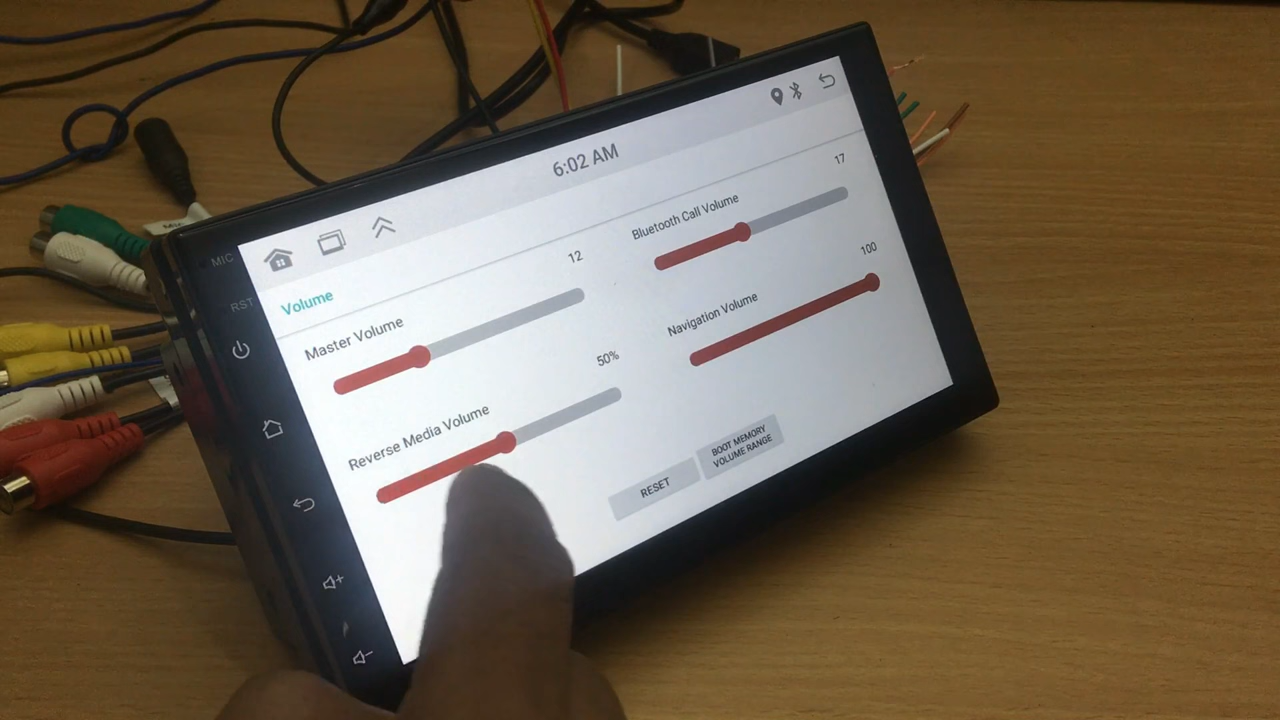 6:02 AM
MIC
RST
Volume
Master Volume
12
Bluetooth Call Volume
17
Reverse Media Volume
50%
Navigation Volume
100
RESET
BOOT MEMORY
VOLUME RANGE